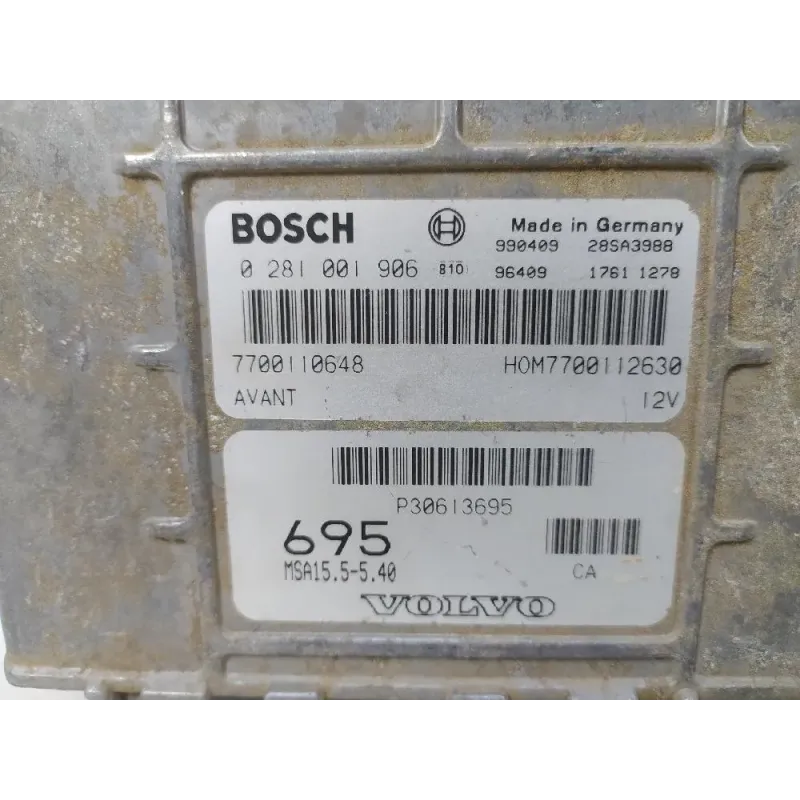 BOSCH Made in Germany
990409 28SA3988
0 281 001 906 810 96409 1761 1278
7700110648 HOM7700112630
AVANT 12V
P30613695
695
MSA15.5-5.40 CA
VOLVO